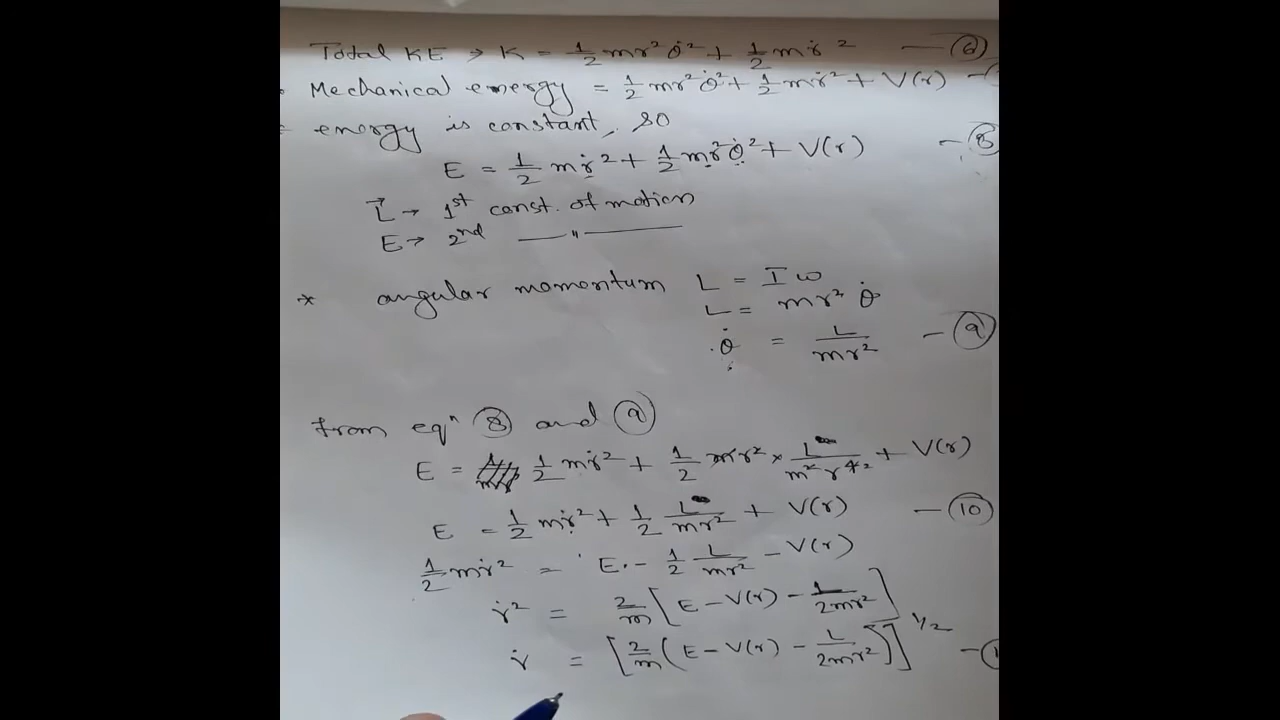 Total KE → K = 1/2 mr² θ̇² + 1/2 mṙ² — (6)
Mechanical energy = 1/2 mr² θ̇² + 1/2 mṙ² + V(r) —
energy is constant, so
E = 1/2 mṙ² + 1/2 mr² θ̇² + V(r) — (8)
L⃗ → 1st const. of motion
E → 2nd —— " ——
* angular momentum L = I ω
L = mr² θ̇
θ̇ = L/mr² — (9)
from eqn (8) and (9)
E = 1/2 mṙ² + 1/2 mr² × L/m² r⁴ + V(r)
E = 1/2 mṙ² + 1/2 L/mr² + V(r) — (10)
1/2 mṙ² = E - 1/2 L/mr² - V(r)
ṙ² = 2/m [E - V(r) - L/2mr²]
ṙ = [2/m (E - V(r) - L/2mr²)]^1/2 —